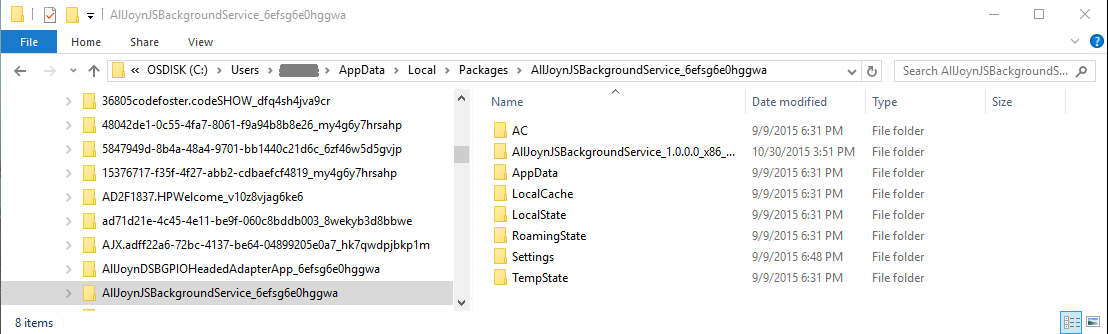 AllJoynJSBackgroundService_6efsg6e0hggwa
File Home Share View
« OSDISK (C:) Users AppData Local Packages AllJoynJSBackgroundService_6efsg6e0hggwa Search AllJoynJSBackgroundS...
36805codefoster.codeSHOW_dfq4sh4jva9cr
48042de1-0c55-4fa7-8061-f9a94b8b8e26_my4g6y7hrsahp
5847949d-8b4a-48a4-9701-bb1440c21d6c_6zf46w5d5gvjp
15376717-f35f-4f27-abb2-cdbaefcf4819_my4g6y7hrsahp
AD2F1837.HPWelcome_v10z8vjag6ke6
ad71d21e-4c45-4e11-be9f-060c8bddb003_8wekyb3d8bbwe
AJX.adff22a6-72bc-4137-be64-04899205e0a7_hk7qwdpjbkp1m
AllJoynDSBGPIOHeadedAdapterApp_6efsg6e0hggwa
AllJoynJSBackgroundService_6efsg6e0hggwa
Name Date modified Type Size
AC 9/9/2015 6:31 PM File folder
AllJoynJSBackgroundService_1.0.0.0_x86_... 10/30/2015 3:51 PM File folder
AppData 9/9/2015 6:31 PM File folder
LocalCache 9/9/2015 6:31 PM File folder
LocalState 9/9/2015 6:31 PM File folder
RoamingState 9/9/2015 6:31 PM File folder
Settings 9/9/2015 6:48 PM File folder
TempState 9/9/2015 6:31 PM File folder
8 items